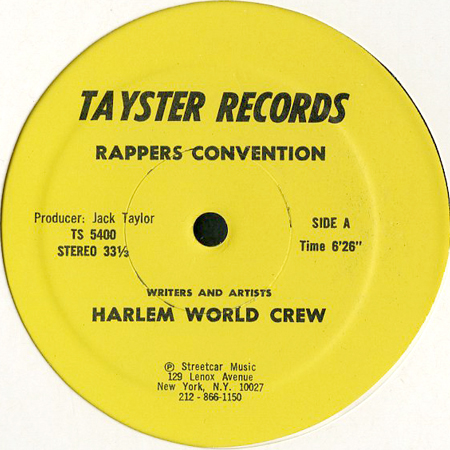 TAYSTER RECORDS
RAPPERS CONVENTION
Producer: Jack Taylor
TS 5400
STEREO 33⅓
SIDE A
Time 6'26"
WRITERS AND ARTISTS
HARLEM WORLD CREW
℗ Streetcar Music
129 Lenox Avenue
New York, N.Y. 10027
212 - 866-1150